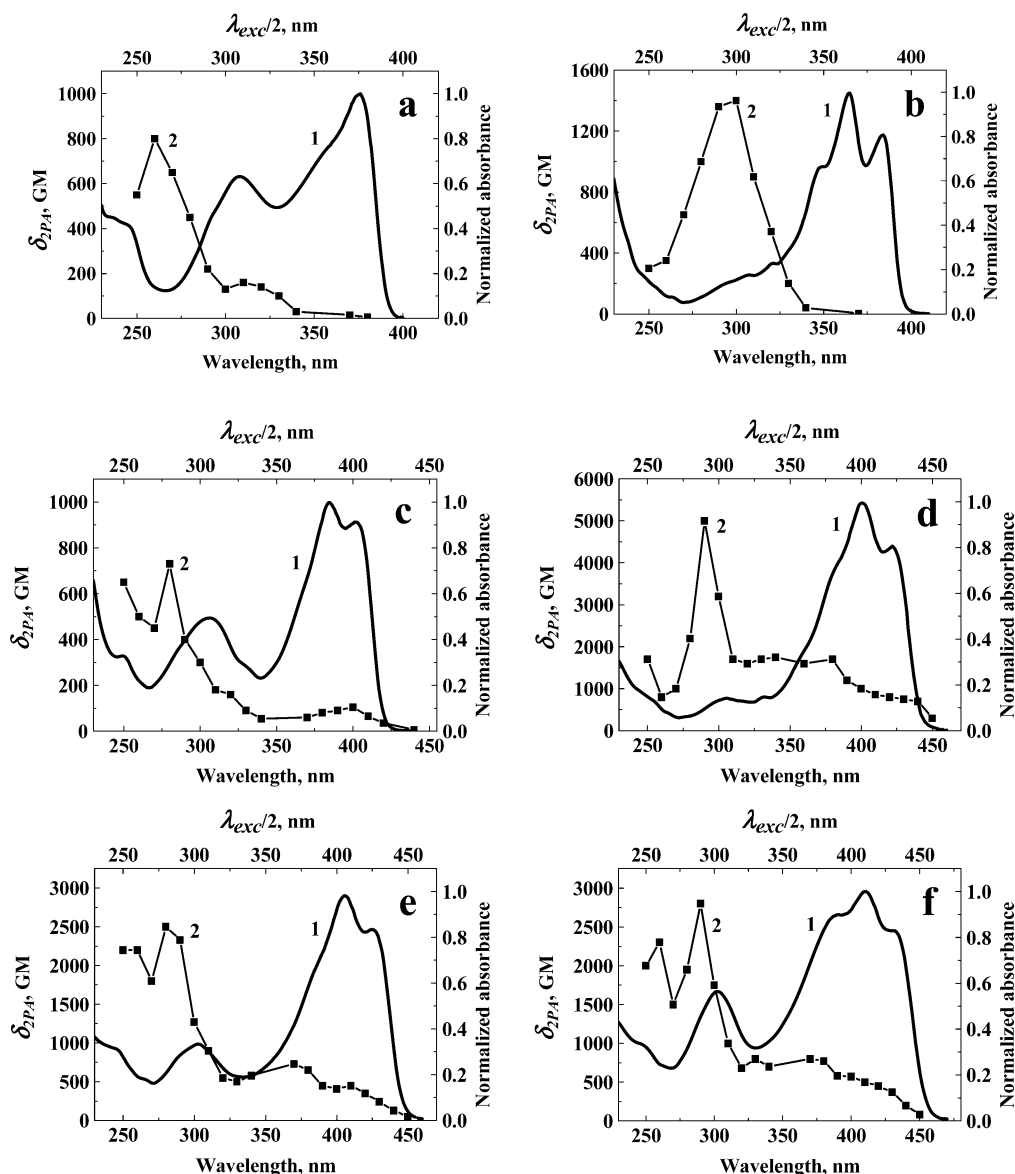 λexc/2, nm
250 300 350 400
a
1000
800
600
400
200
0
δ2PA, GM
1.0
0.8
0.6
0.4
0.2
0.0
Normalized absorbance
2
1
250 300 350 400
Wavelength, nm
λexc/2, nm
250 300 350 400
b
1600
1200
800
400
0
δ2PA, GM
1.0
0.8
0.6
0.4
0.2
0.0
Normalized absorbance
2
1
250 300 350 400
Wavelength, nm
λexc/2, nm
250 300 350 400 450
c
1000
800
600
400
200
0
δ2PA, GM
1.0
0.8
0.6
0.4
0.2
0.0
Normalized absorbance
2
1
250 300 350 400 450
Wavelength, nm
λexc/2, nm
250 300 350 400 450
d
6000
5000
4000
3000
2000
1000
0
δ2PA, GM
1.0
0.8
0.6
0.4
0.2
0.0
Normalized absorbance
2
1
250 300 350 400 450
Wavelength, nm
λexc/2, nm
250 300 350 400 450
e
3000
2500
2000
1500
1000
500
0
δ2PA, GM
1.0
0.8
0.6
0.4
0.2
0.0
Normalized absorbance
2
1
250 300 350 400 450
Wavelength, nm
λexc/2, nm
250 300 350 400 450
f
3000
2500
2000
1500
1000
500
0
δ2PA, GM
1.0
0.8
0.6
0.4
0.2
0.0
Normalized absorbance
2
1
250 300 350 400 450
Wavelength, nm